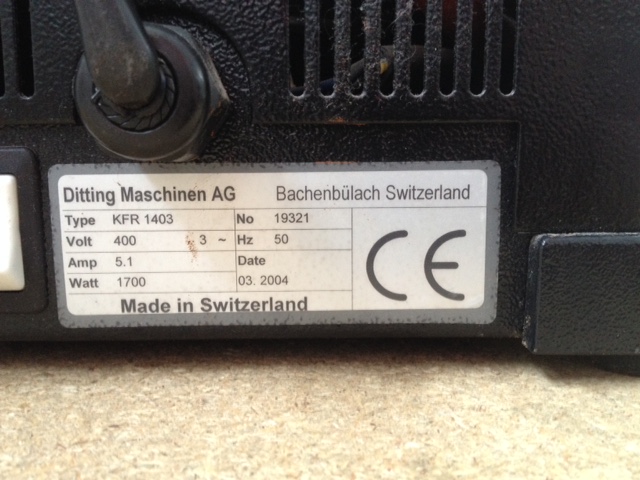 Ditting Maschinen AG Bachenbülach Switzerland
Type KFR 1403 No 19321
Volt 400 3 ~ Hz 50
Amp 5.1 Date
Watt 1700 03. 2004
CE
Made in Switzerland